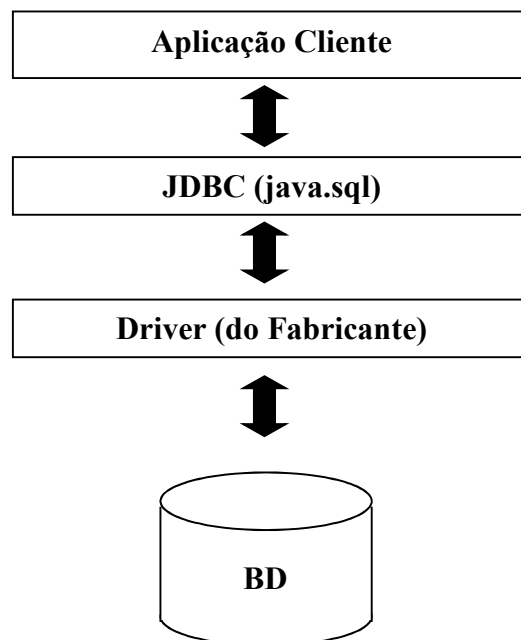 Aplicação Cliente
JDBC (java.sql)
Driver (do Fabricante)
BD